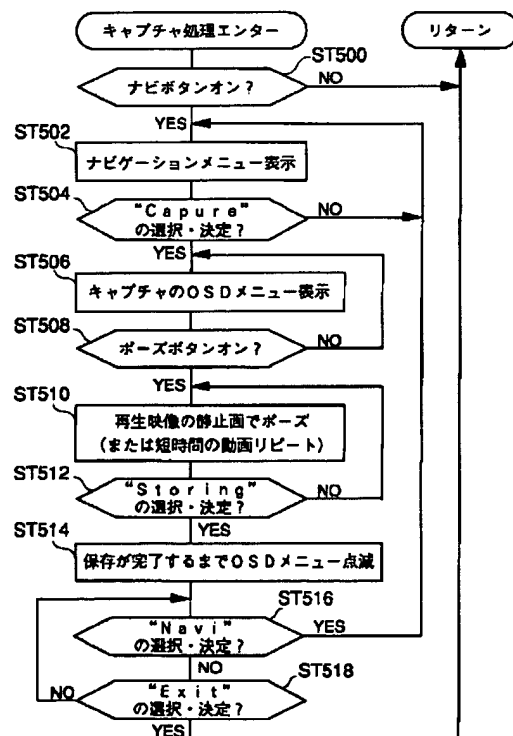 キャプチャ処理エンター
リターン
ST500
ナビボタンオン？
NO
YES
ST502
ナビゲーションメニュー表示
ST504
“Ｃａｐｕｒｅ”
の選択・決定？
NO
YES
ST506
キャプチャのＯＳＤメニュー表示
ST508
ポーズボタンオン？
NO
YES
ST510
再生映像の静止画でポーズ
（または短時間の動画リピート）
ST512
“Ｓｔｏｒｉｎｇ”
の選択・決定？
NO
YES
ST514
保存が完了するまでＯＳＤメニュー点滅
ST516
“Ｎａｖｉ”
の選択・決定？
YES
NO
ST518
“Ｅｘｉｔ”
の選択・決定？
NO
YES